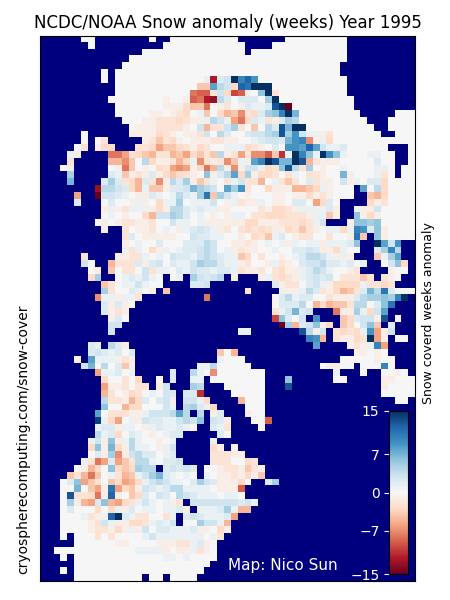 NCDC/NOAA Snow anomaly (weeks) Year 1995
cryospherecomputing.com/snow-cover
Snow coverd weeks anomaly
15
7
0
−7
−15
Map: Nico Sun